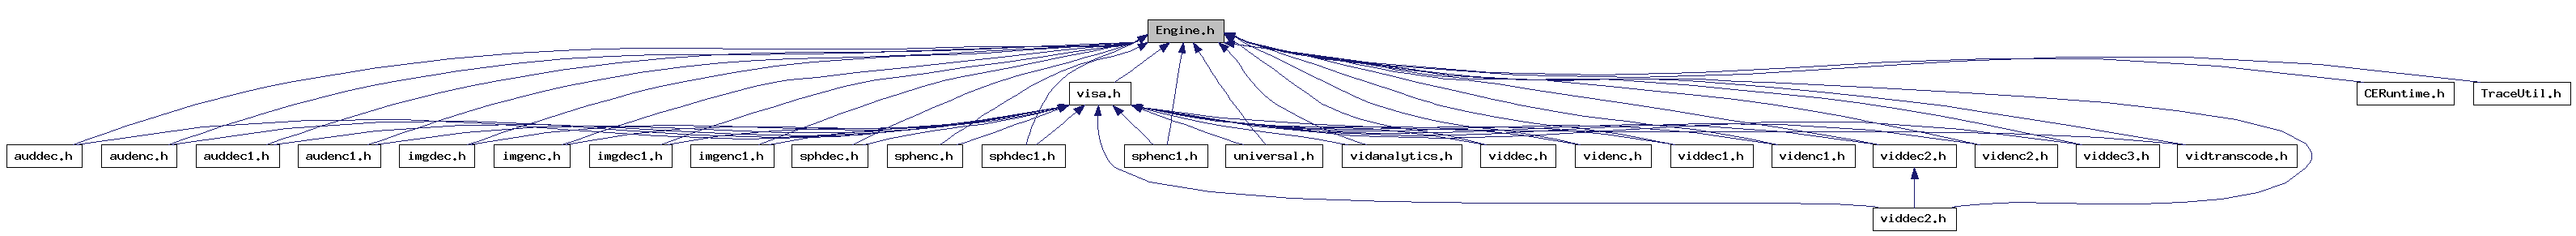 Engine.h
visa.h
CERuntime.h
TraceUtil.h
auddec.h
audenc.h
auddec1.h
audenc1.h
imgdec.h
imgenc.h
imgdec1.h
imgenc1.h
sphdec.h
sphenc.h
sphdec1.h
sphenc1.h
universal.h
vidanalytics.h
viddec.h
videnc.h
viddec1.h
videnc1.h
viddec2.h
videnc2.h
viddec3.h
vidtranscode.h
viddec2.h